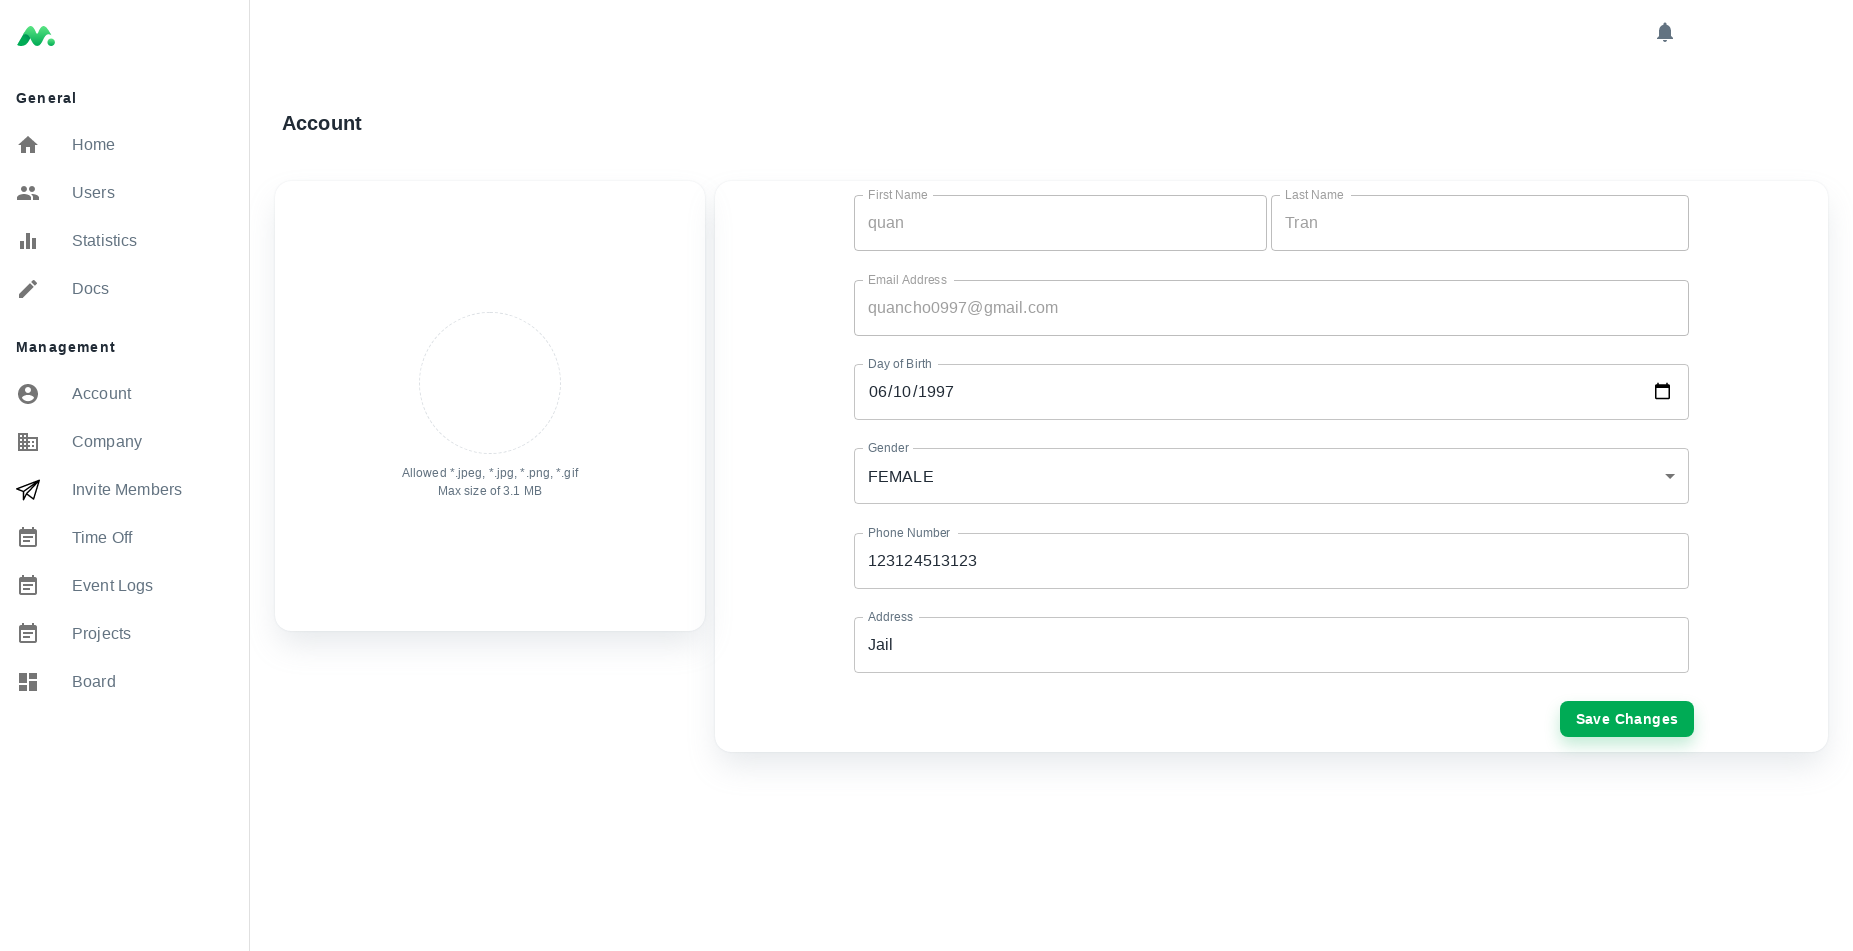 General
Home
Users
Statistics
Docs
Management
Account
Company
Invite Members
Time Off
Event Logs
Projects
Board
Account
Allowed *.jpeg, *.jpg, *.png, *.gif
Max size of 3.1 MB
First Name
quan
Last Name
Tran
Email Address
quancho0997@gmail.com
Day of Birth
06/10/1997
Gender
FEMALE
Phone Number
123124513123
Address
Jail
Save Changes